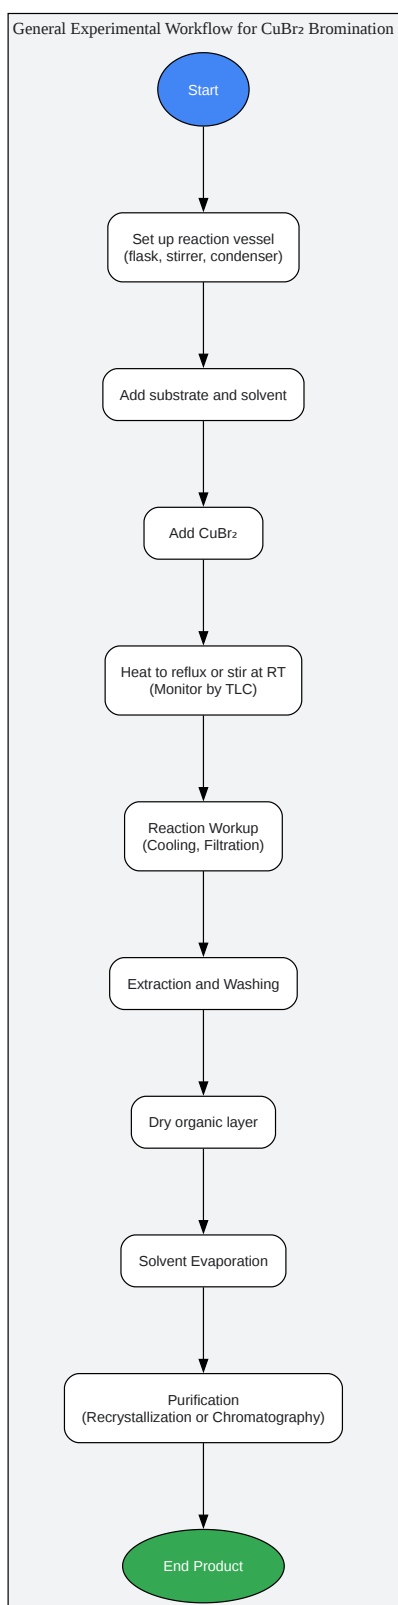 General Experimental Workflow for CuBr₂ Bromination
Start
Set up reaction vessel
(flask, stirrer, condenser)
Add substrate and solvent
Add CuBr₂
Heat to reflux or stir at RT
(Monitor by TLC)
Reaction Workup
(Cooling, Filtration)
Extraction and Washing
Dry organic layer
Solvent Evaporation
Purification
(Recrystallization or Chromatography)
End Product